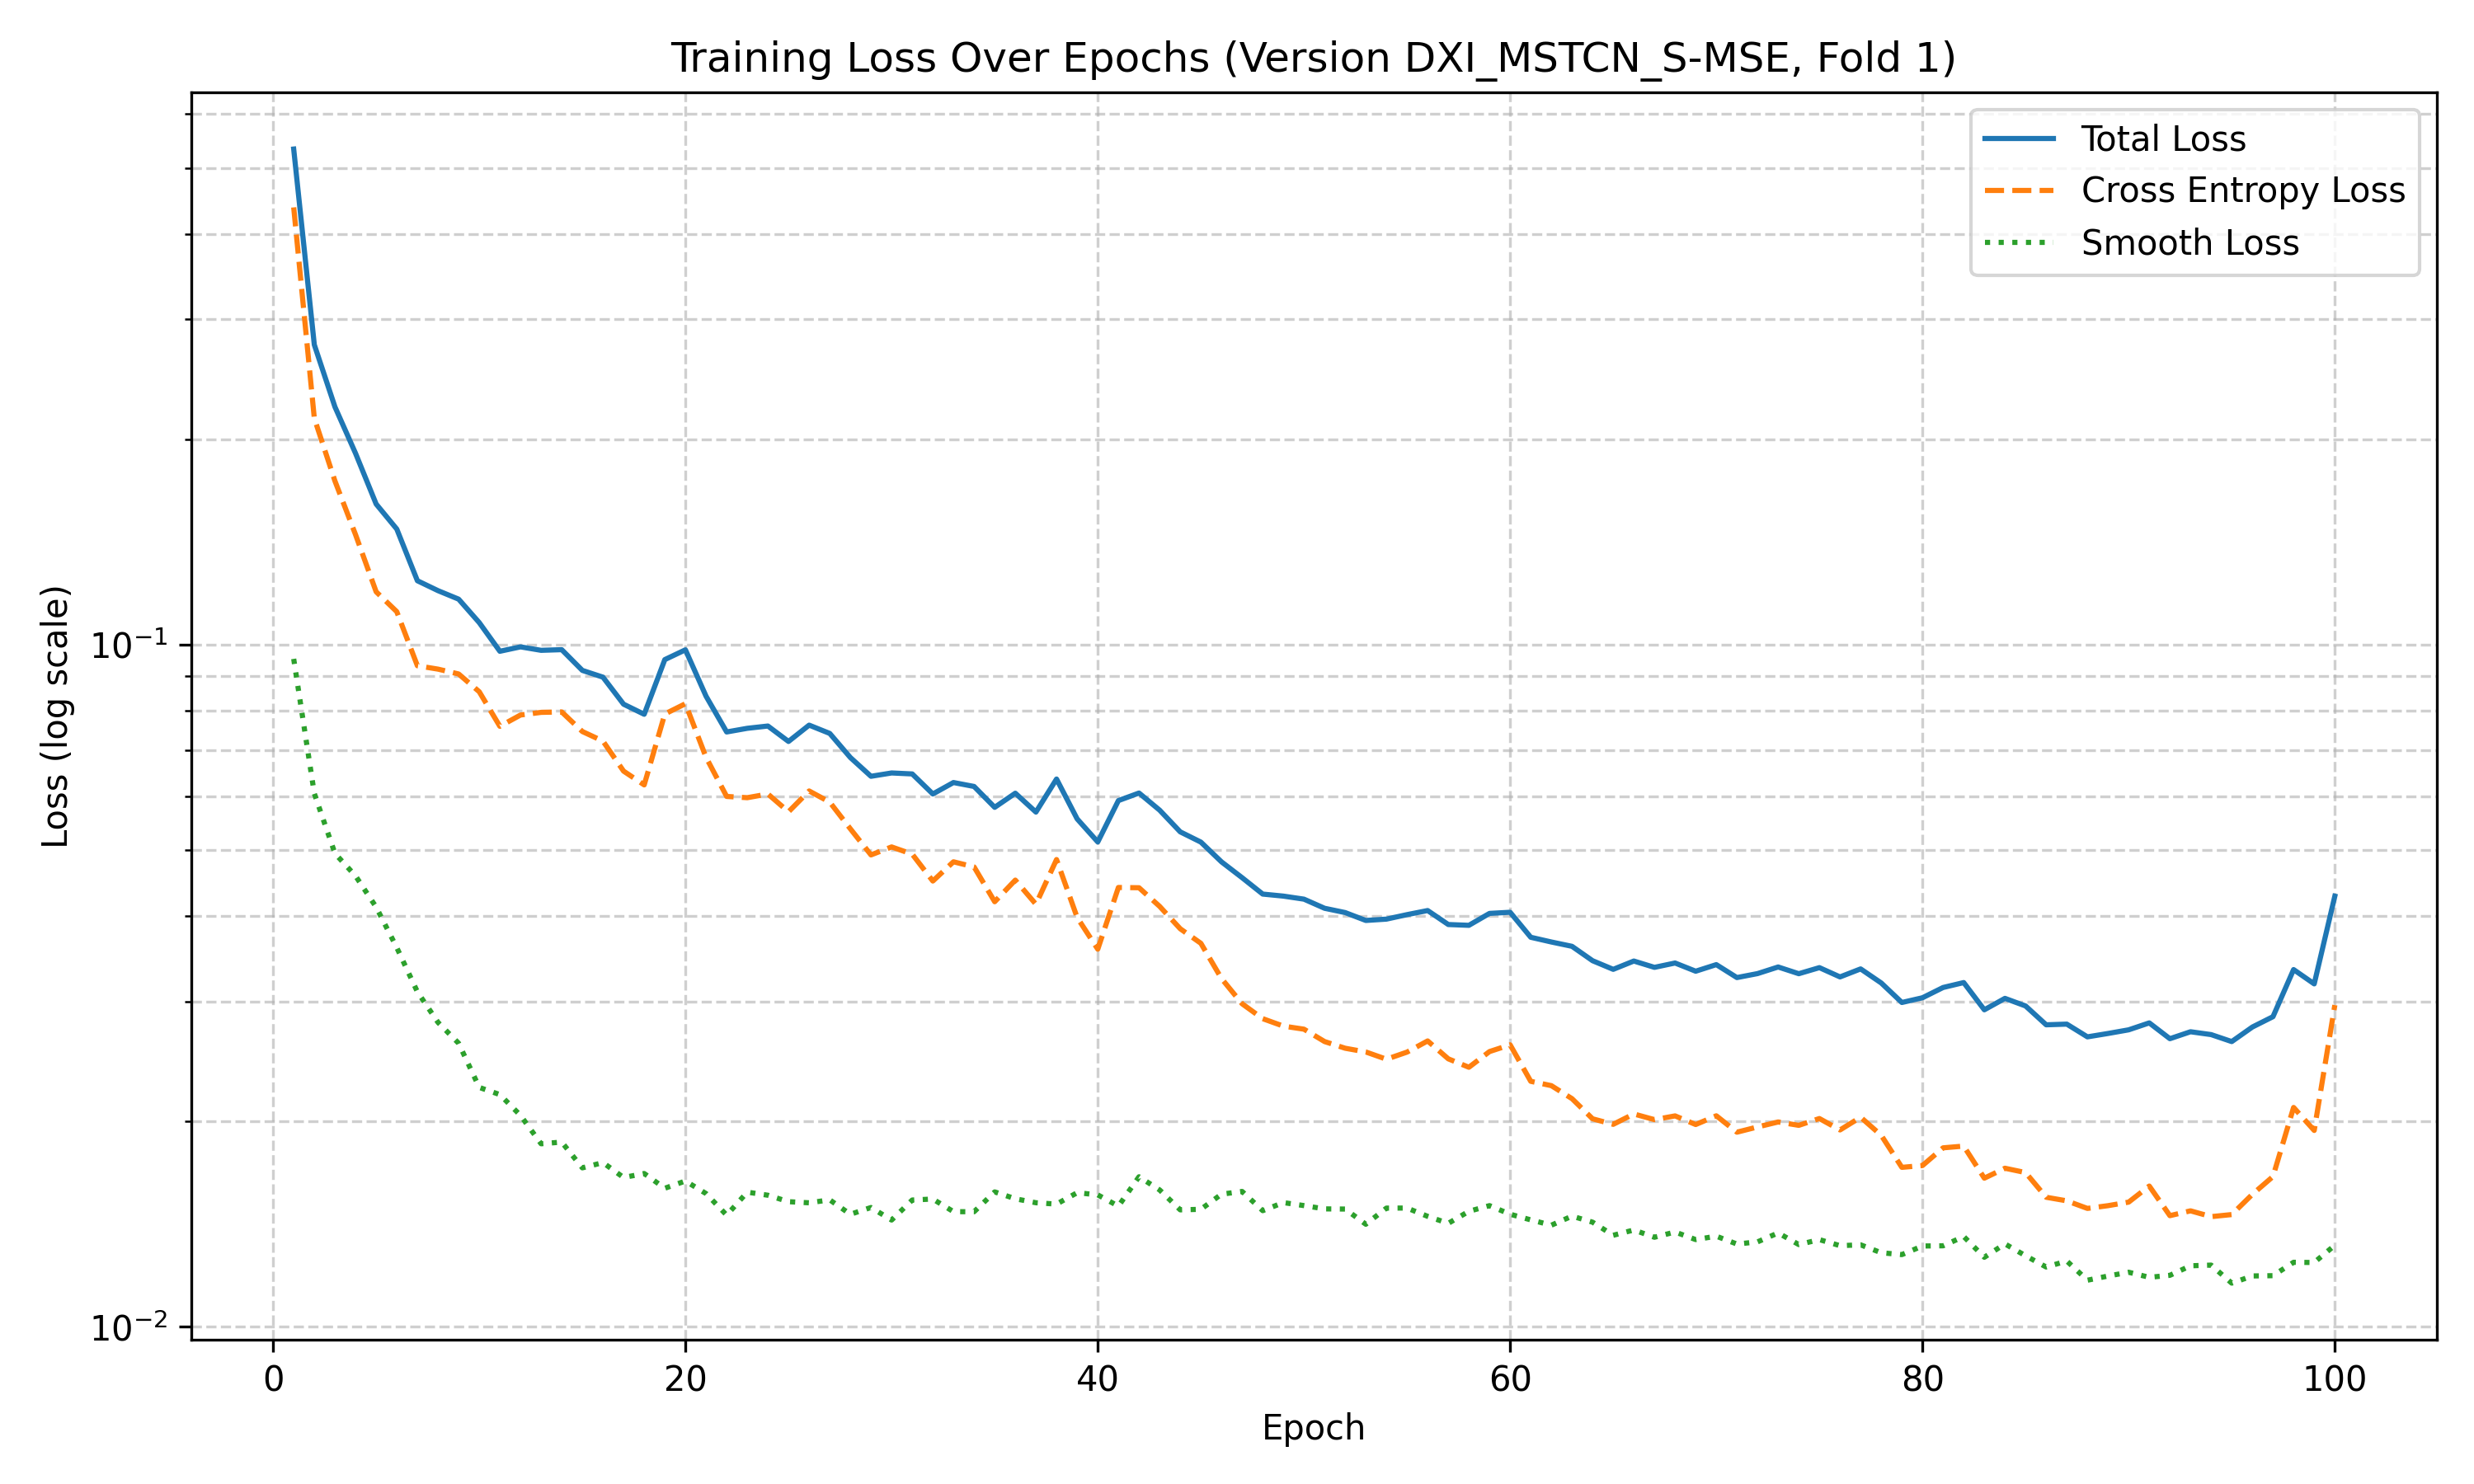 Training Loss Over Epochs (Version DXl_MSTCN_S-MSE, Fold 1)
Total Loss
Cross Entropy Loss
Smooth Loss
Loss (log scale)
10⁻¹
10⁻²
0 20 40 60 80 100
Epoch